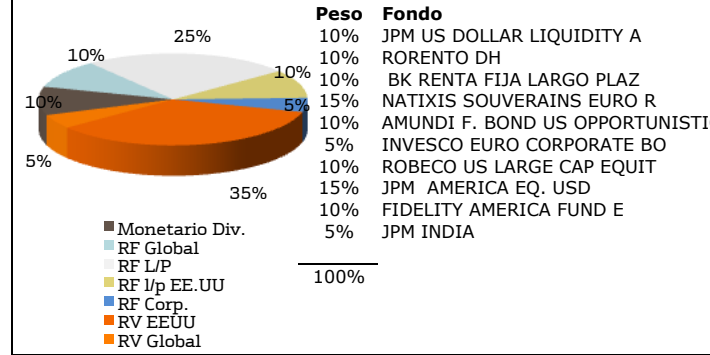 Peso Fondo
10% JPM US DOLLAR LIQUIDITY A
10% RORENTO DH
10% BK RENTA FIJA LARGO PLAZ
15% NATIXIS SOUVERAINS EURO R
10% AMUNDI F. BOND US OPPORTUNISTI
5% INVESCO EURO CORPORATE BO
10% ROBECO US LARGE CAP EQUIT
15% JPM AMERICA EQ. USD
10% FIDELITY AMERICA FUND E
5% JPM INDIA
100%
25%
10%
10%
10%
5%
5%
35%
Monetario Div.
RF Global
RF L/P
RF l/p EE.UU
RF Corp.
RV EEUU
RV Global